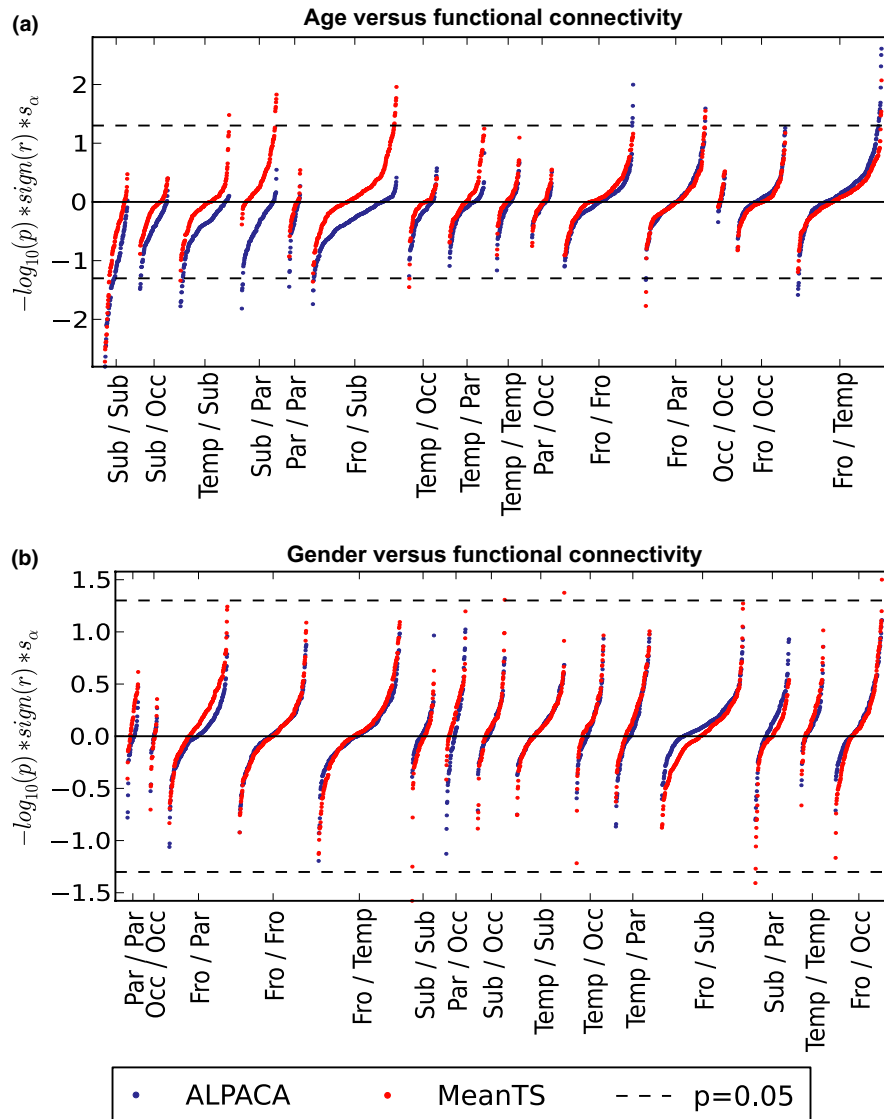 (a)
Age versus functional connectivity
−log₁₀(p)*sign(r)*s_α
2
1
0
−1
−2
Sub / Sub
Sub / Occ
Temp / Sub
Sub / Par
Par / Par
Fro / Sub
Temp / Occ
Temp / Par
Temp / Temp
Par / Occ
Fro / Fro
Fro / Par
Occ / Occ
Fro / Occ
Fro / Temp
(b)
Gender versus functional connectivity
−log₁₀(p)*sign(r)*s_α
1.5
1.0
0.5
0.0
−0.5
−1.0
−1.5
Par / Par
Occ / Occ
Fro / Par
Fro / Fro
Fro / Temp
Sub / Sub
Par / Occ
Sub / Occ
Temp / Sub
Temp / Occ
Temp / Par
Fro / Sub
Sub / Par
Temp / Temp
Fro / Occ
ALPACA
MeanTS
p=0.05